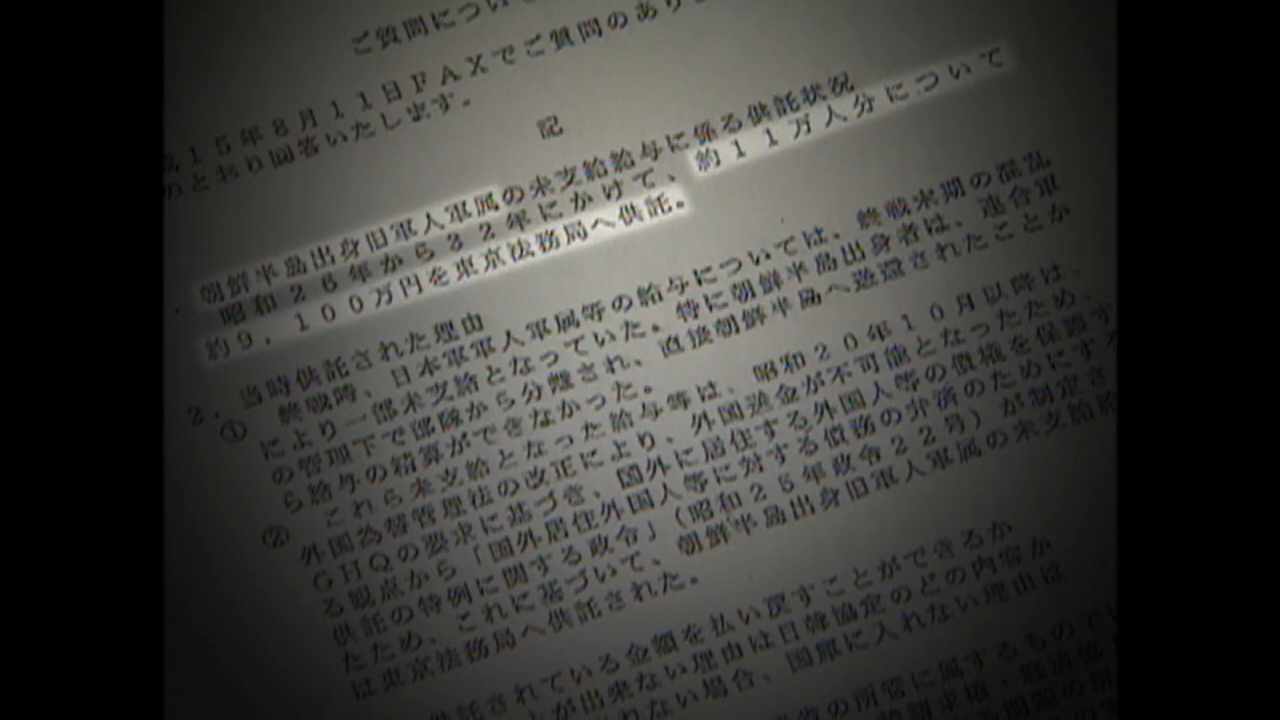 ご質問につい
１５年８月１１日ＦＡＸでご質問のあり
のとおり回答いたします。
記
朝鮮半島出身旧軍人軍属の未支給給与に係る供託状況
昭和２６年から３２年にかけて、約１１万人分について
約９，１００万円を東京法務局へ供託。
２．当時供託された理由
① 終戦時、日本軍軍人軍属等の給与については、終戦末期の混乱
により一部未支給となっていた。特に朝鮮半島出身者は、連合軍
の管理下で部隊から分離され、直接朝鮮半島へ送還されたことか
ら給与の精算ができなかった。
② これら未支給となった給与等は、昭和２０年１０月以降は、
外国為替管理法の改正により、外国送金が不可能となったため、
ＧＨＱの要求に基づき、国外に居住する外国人等の債権を保護す
る観点から「国外居住外国人等に対する債務の弁済のためにする
供託の特例に関する政令」（昭和２５年政令２２号）が制定さ
れたため、これに基づいて、朝鮮半島出身旧軍人軍属の未支給給
は東京法務局へ供託された。
供託されている金額を払い戻すことができるか
とが出来ない理由は日韓協定のどの内容か
れない場合、国庫に入れない理由は
の所管に属するもので